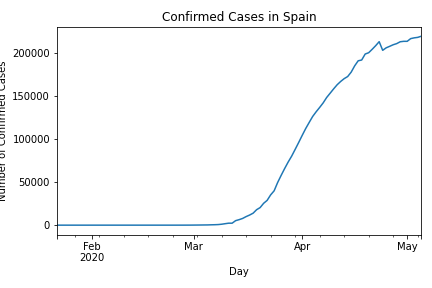 Confirmed Cases in Spain
Number of Confirmed Cases
200000
150000
100000
50000
0
Feb Mar Apr May
2020
Day